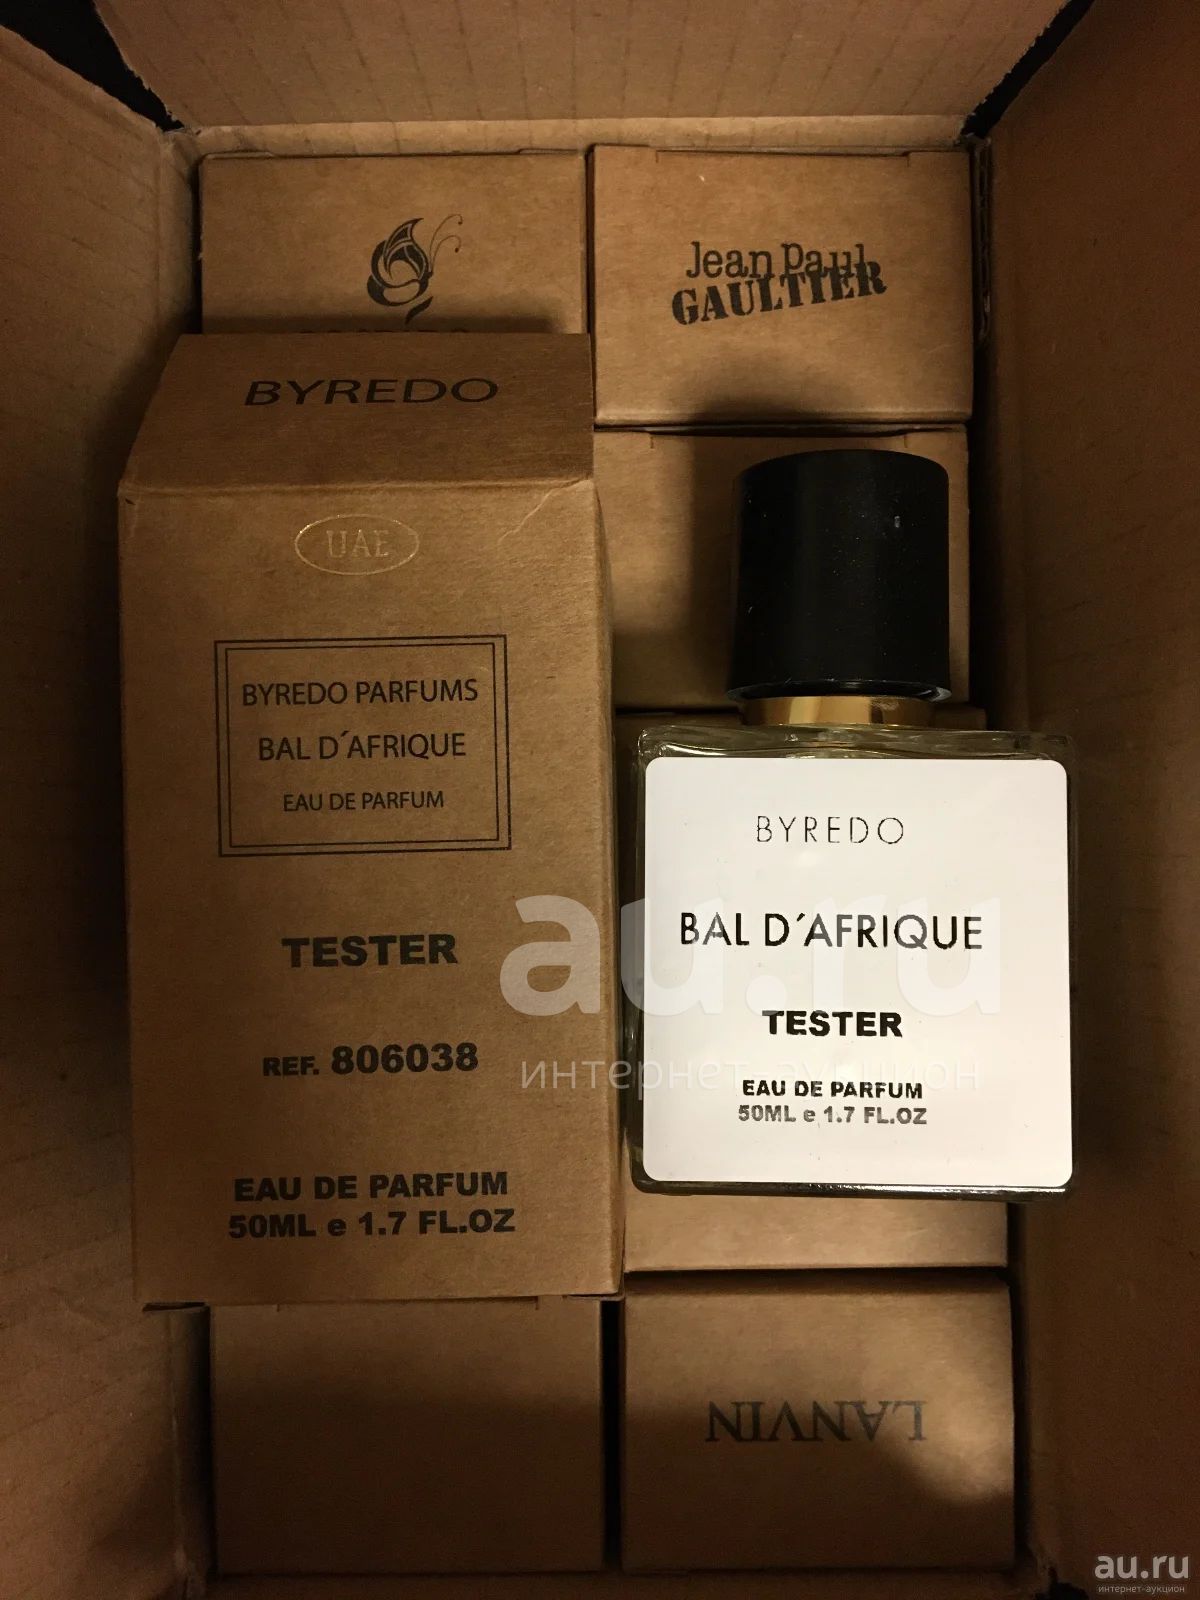 Jean Paul
GAULTIER
BYREDO
UAE
BYREDO PARFUMS
BAL D´AFRIQUE
EAU DE PARFUM
TESTER
REF. 806038
EAU DE PARFUM
50ML e 1.7 FL.OZ
BYREDO
BAL D´AFRIQUE
TESTER
EAU DE PARFUM
50ML e 1.7 FL.OZ
au.ru
интернет-аукцион
LANVIN
au.ru
интернет-аукцион